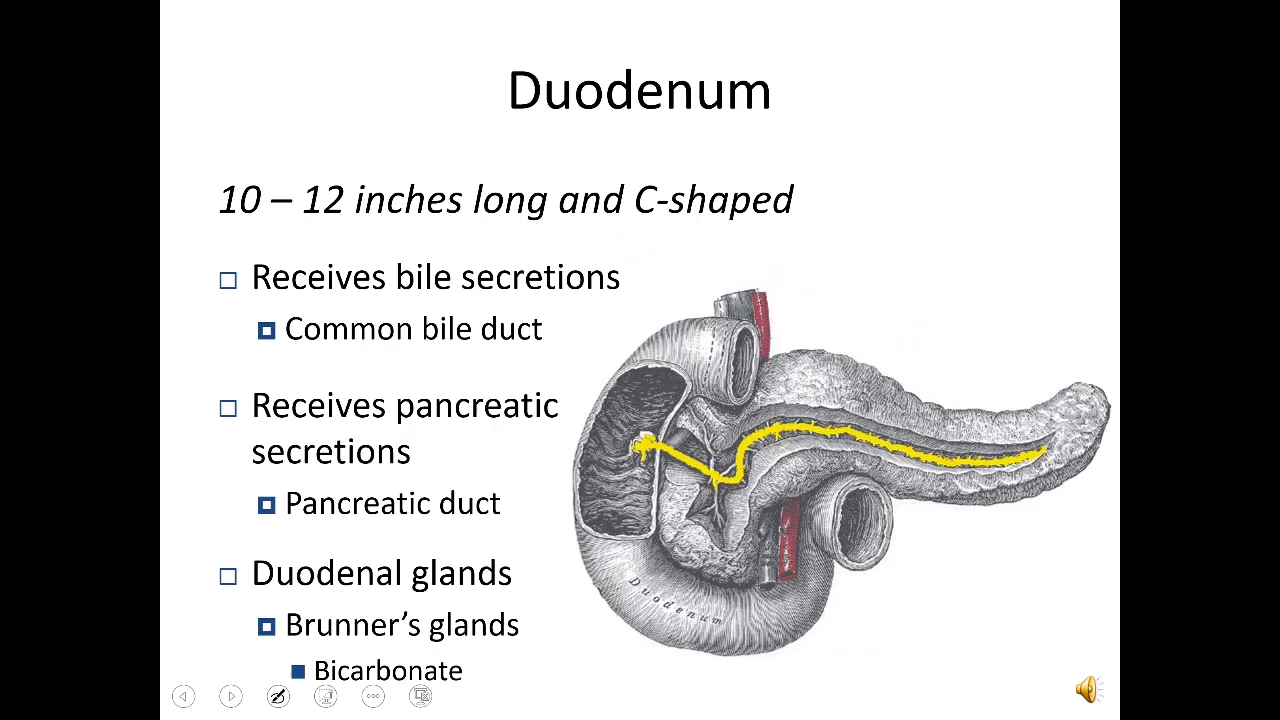 Duodenum
10 – 12 inches long and C-shaped
Receives bile secretions
Common bile duct
Receives pancreatic
secretions
Pancreatic duct
Duodenal glands
Brunner’s glands
Bicarbonate
Duodenum